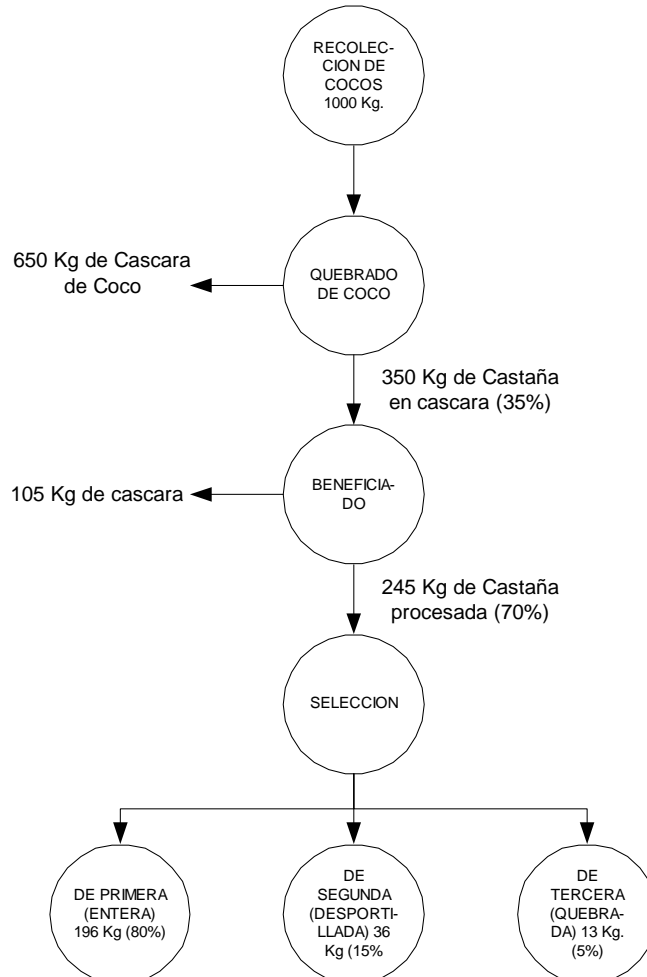 RECOLEC-
CION DE
COCOS
1000 Kg.
650 Kg de Cascara
de Coco
QUEBRADO
DE COCO
350 Kg de Castaña
en cascara (35%)
105 Kg de cascara
BENEFICIA-
DO
245 Kg de Castaña
procesada (70%)
SELECCION
DE PRIMERA
(ENTERA)
196 Kg (80%)
DE
SEGUNDA
(DESPORTI-
LLADA) 36
Kg (15%
DE
TERCERA
(QUEBRA-
DA) 13 Kg.
(5%)